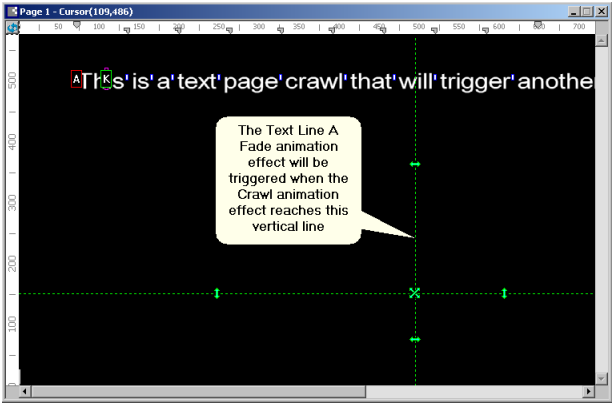 Page 1 - Cursor(109,486)
50 100 150 200 250 300 350 400 450 500 550 600 700
A This is a text page crawl that will trigger anothe
K
500
400
300
200
100
The Text Line A
Fade animation
effect will be
triggered when the
Crawl animation
effect reaches this
vertical line